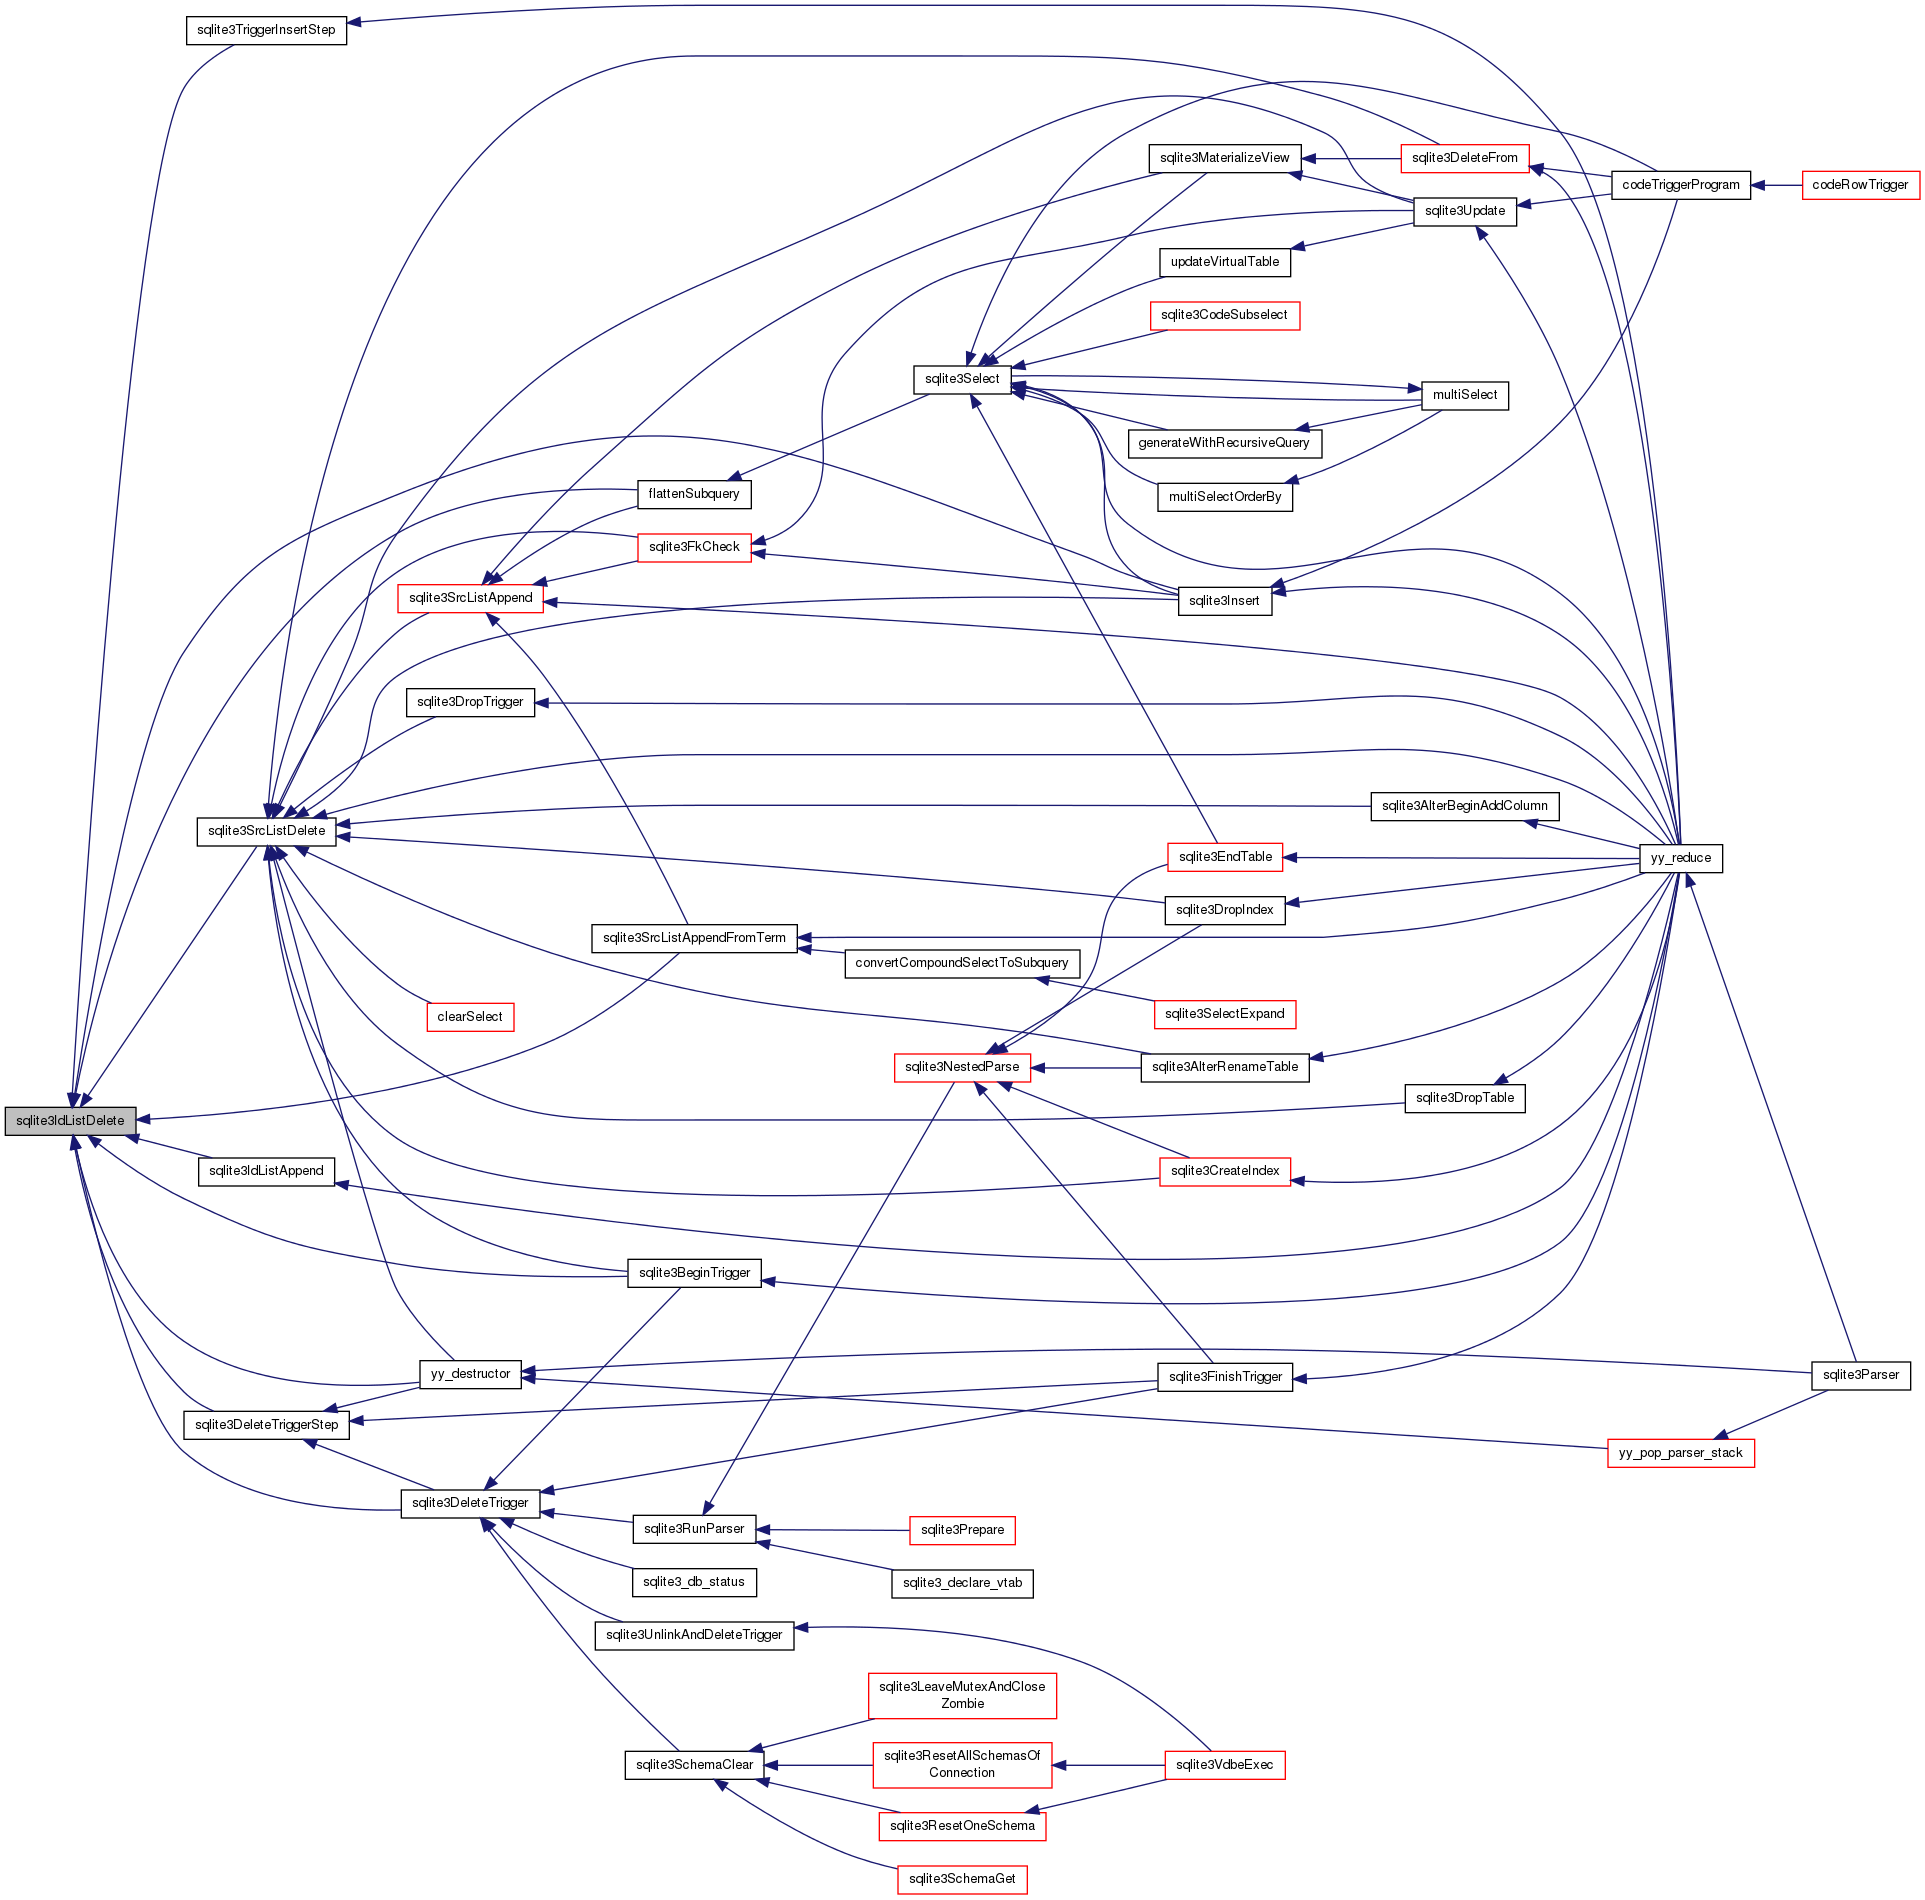 sqlite3TriggerInsertStep
sqlite3MaterializeView
sqlite3DeleteFrom
codeTriggerProgram
codeRowTrigger
sqlite3Update
updateVirtualTable
sqlite3CodeSubselect
sqlite3Select
multiSelect
generateWithRecursiveQuery
flattenSubquery
multiSelectOrderBy
sqlite3FkCheck
sqlite3SrcListAppend
sqlite3Insert
sqlite3DropTrigger
sqlite3AlterBeginAddColumn
sqlite3SrcListDelete
sqlite3EndTable
yy_reduce
sqlite3DropIndex
sqlite3SrcListAppendFromTerm
convertCompoundSelectToSubquery
clearSelect
sqlite3SelectExpand
sqlite3NestedParse
sqlite3AlterRenameTable
sqlite3DropTable
sqlite3IdListDelete
sqlite3IdListAppend
sqlite3CreateIndex
sqlite3BeginTrigger
yy_destructor
sqlite3FinishTrigger
sqlite3Parser
sqlite3DeleteTriggerStep
yy_pop_parser_stack
sqlite3DeleteTrigger
sqlite3RunParser
sqlite3Prepare
sqlite3_db_status
sqlite3_declare_vtab
sqlite3UnlinkAndDeleteTrigger
sqlite3LeaveMutexAndClose
Zombie
sqlite3SchemaClear
sqlite3ResetAllSchemasOf
Connection
sqlite3VdbeExec
sqlite3ResetOneSchema
sqlite3SchemaGet